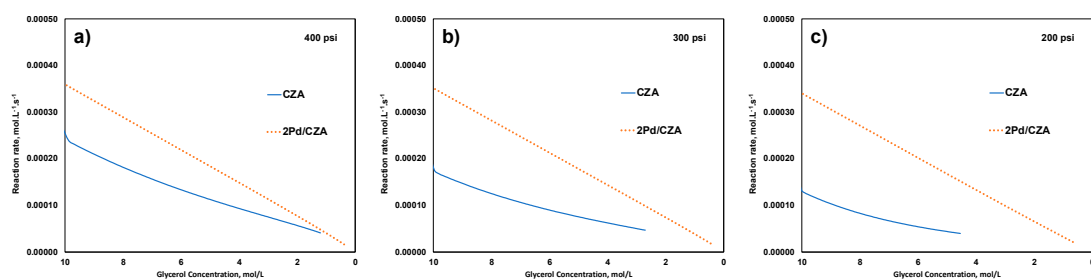 a)
400 psi
0.00050
0.00040
0.00030
0.00020
0.00010
0.00000
Reaction rate, mol.L⁻¹.s⁻¹
CZA
2Pd/CZA
10 8 6 4 2 0
Glycerol Concentration, mol/L
b)
300 psi
0.00050
0.00040
0.00030
0.00020
0.00010
0.00000
Reaction rate, mol.L⁻¹.s⁻¹
CZA
2Pd/CZA
10 8 6 4 2 0
Glycerol Concentration, mol/L
c)
200 psi
0.00050
0.00040
0.00030
0.00020
0.00010
0.00000
Reaction rate, mol.L⁻¹.s⁻¹
CZA
2Pd/CZA
10 8 6 4 2 0
Glycerol Concentration, mol/L